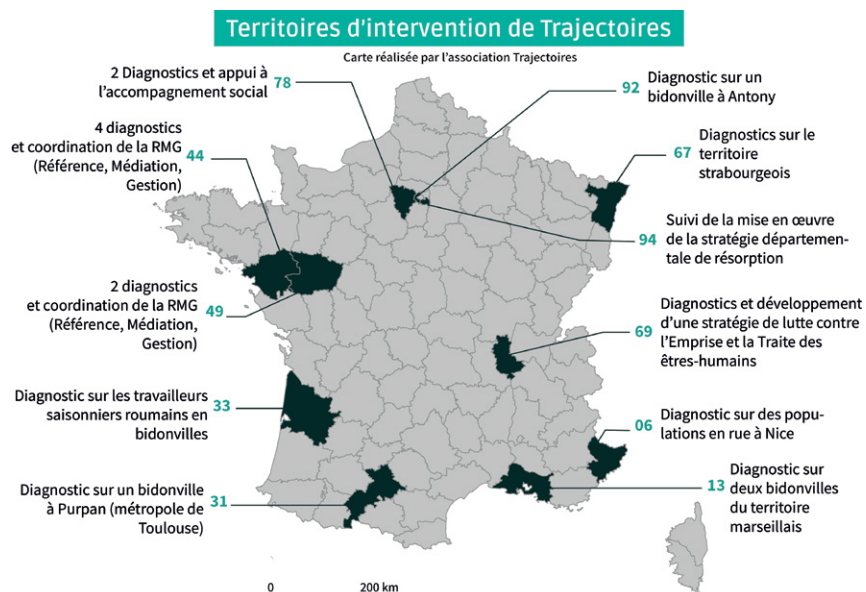 Territoires d'intervention de Trajectoires
Carte réalisée par l'association Trajectoires
2 Diagnostics et appui à
l'accompagnement social
78
4 diagnostics
et coordination de la RMG
(Référence, Médiation,
Gestion)
44
2 diagnostics
et coordination de la RMG
(Référence, Médiation,
Gestion)
49
Diagnostic sur les travailleurs
saisonniers roumains en
bidonvilles
33
Diagnostic sur un bidonville
à Purpan (métropole de
Toulouse)
31
92
Diagnostic sur un
bidonville à Antony
67
Diagnostics sur le
territoire
strabourgeois
94
Suivi de la mise en œuvre
de la stratégie départemen-
tale de résorption
69
Diagnostics et développement
d'une stratégie de lutte contre
l'Emprise et la Traite des
êtres-humains
06
Diagnostic sur des popu-
lations en rue à Nice
13
Diagnostic sur
deux bidonvilles
du territoire
marseillais
0 200 km